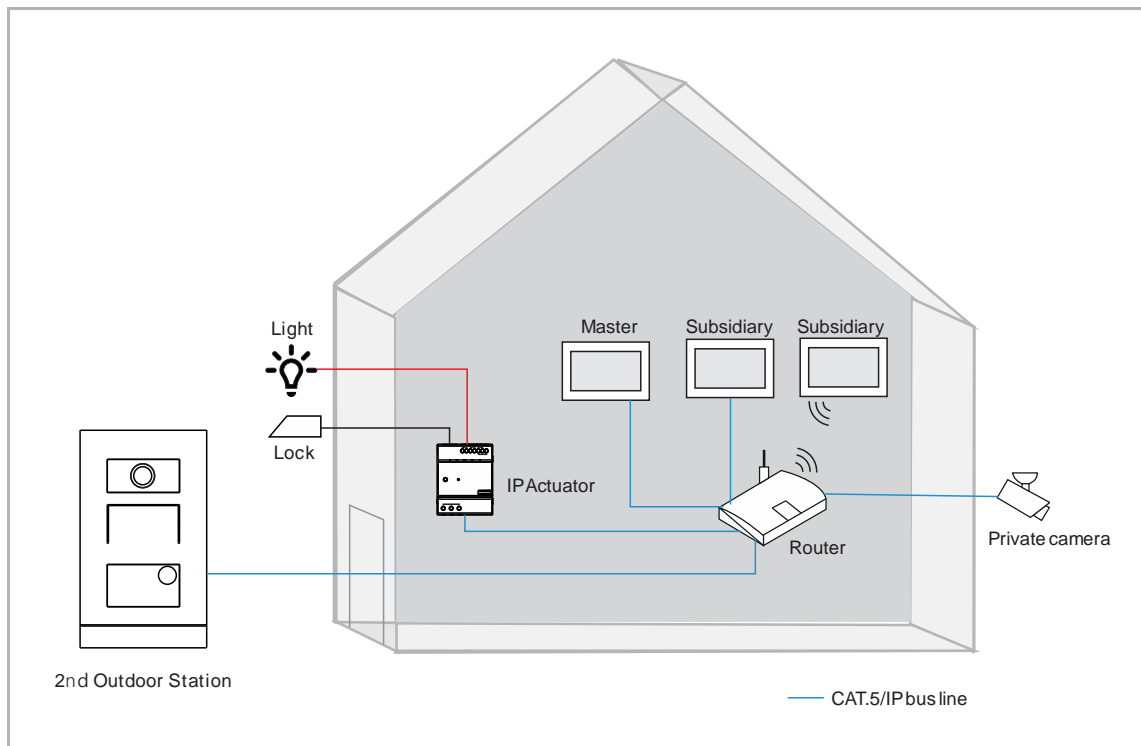 Light
Master
Subsidiary
Subsidiary
Lock
IP Actuator
Router
Private camera
2nd Outdoor Station
CAT.5/IP bus line